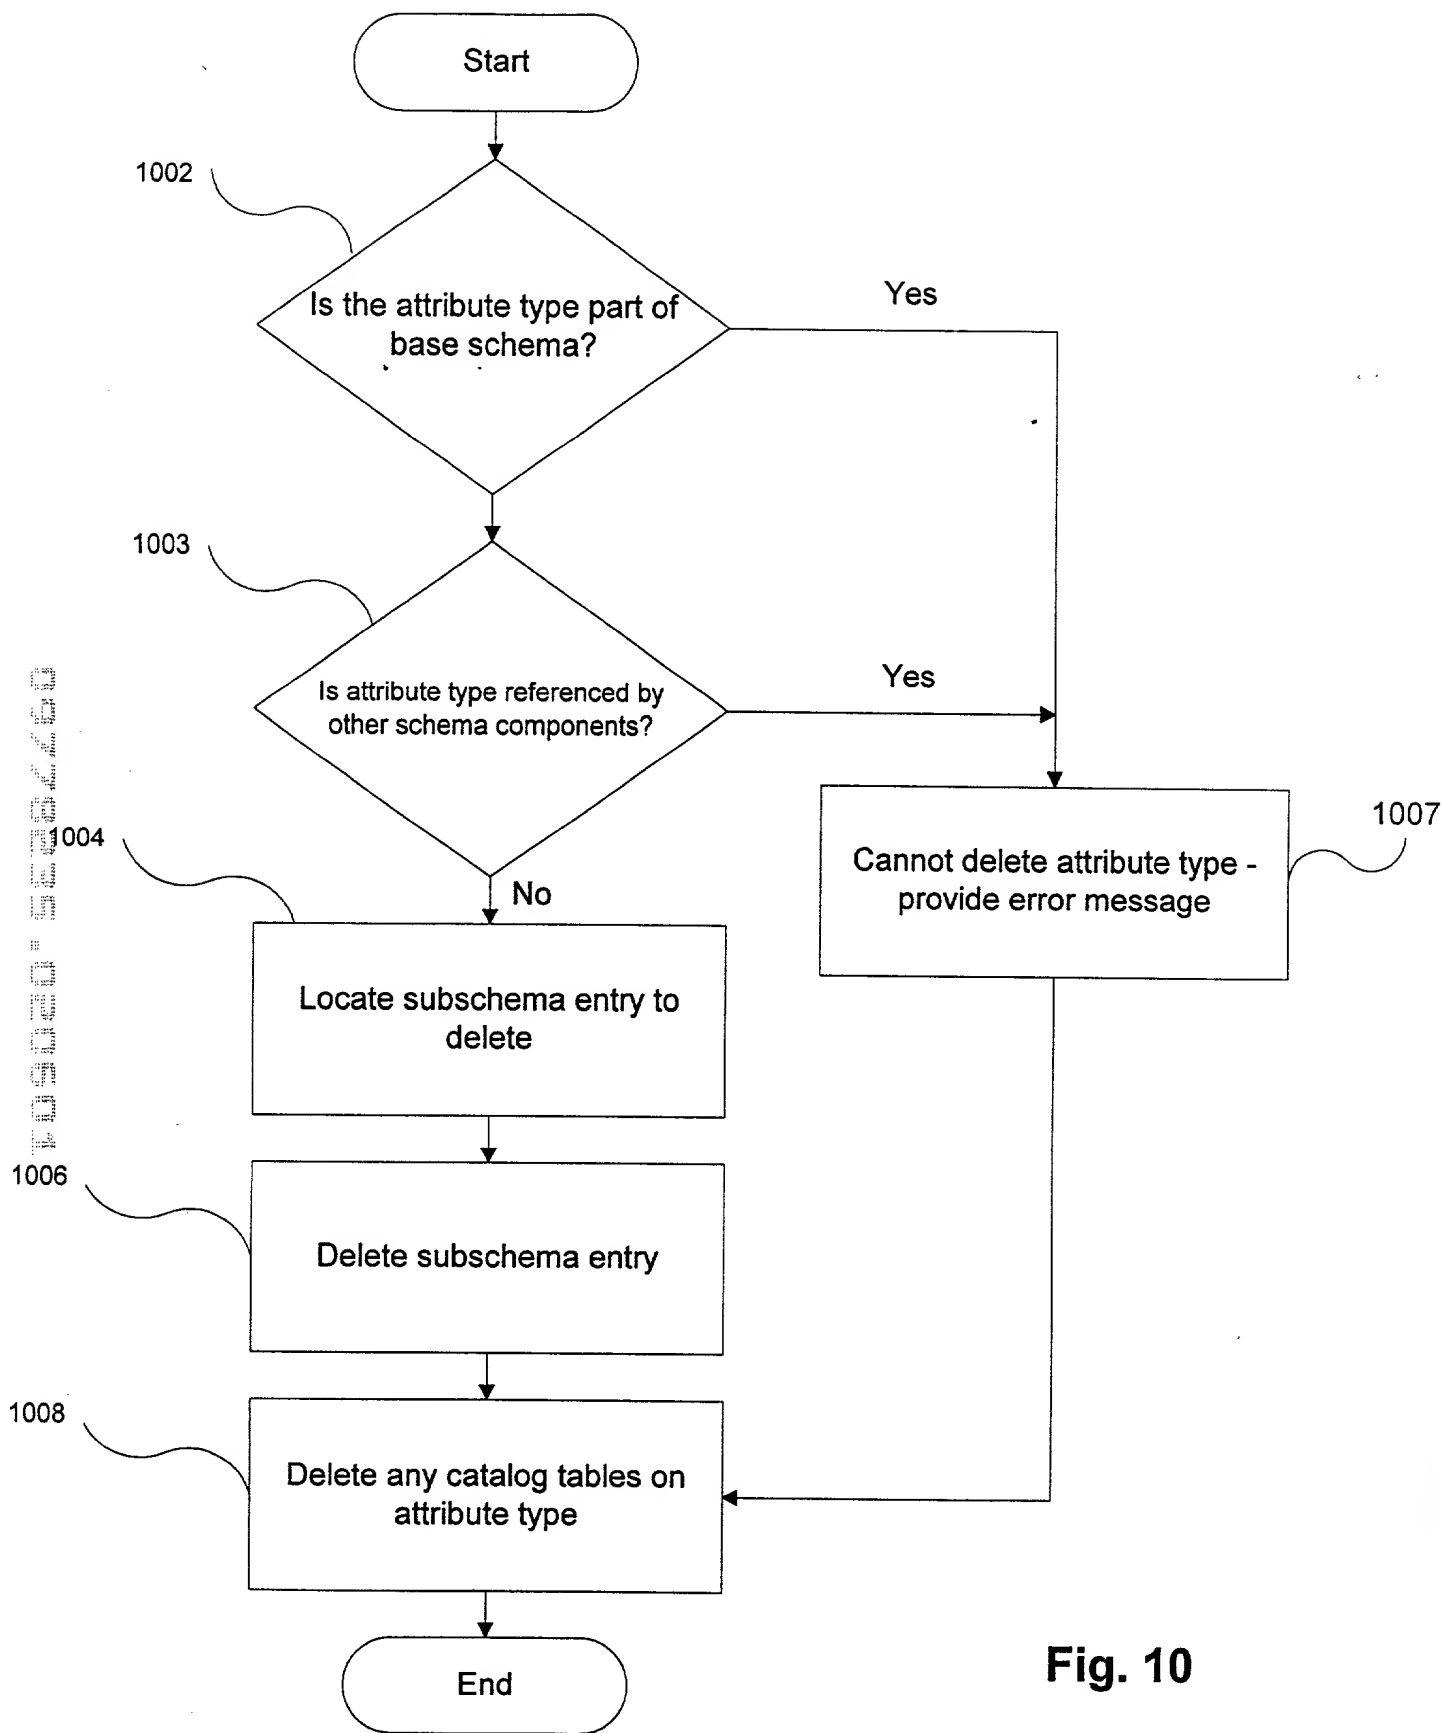 Start
1002
Is the attribute type part of
base schema?
Yes
1003
Is attribute type referenced by
other schema components?
Yes
1004
No
1007
Cannot delete attribute type -
provide error message
Locate subschema entry to
delete
1006
Delete subschema entry
1008
Delete any catalog tables on
attribute type
End
Fig. 10